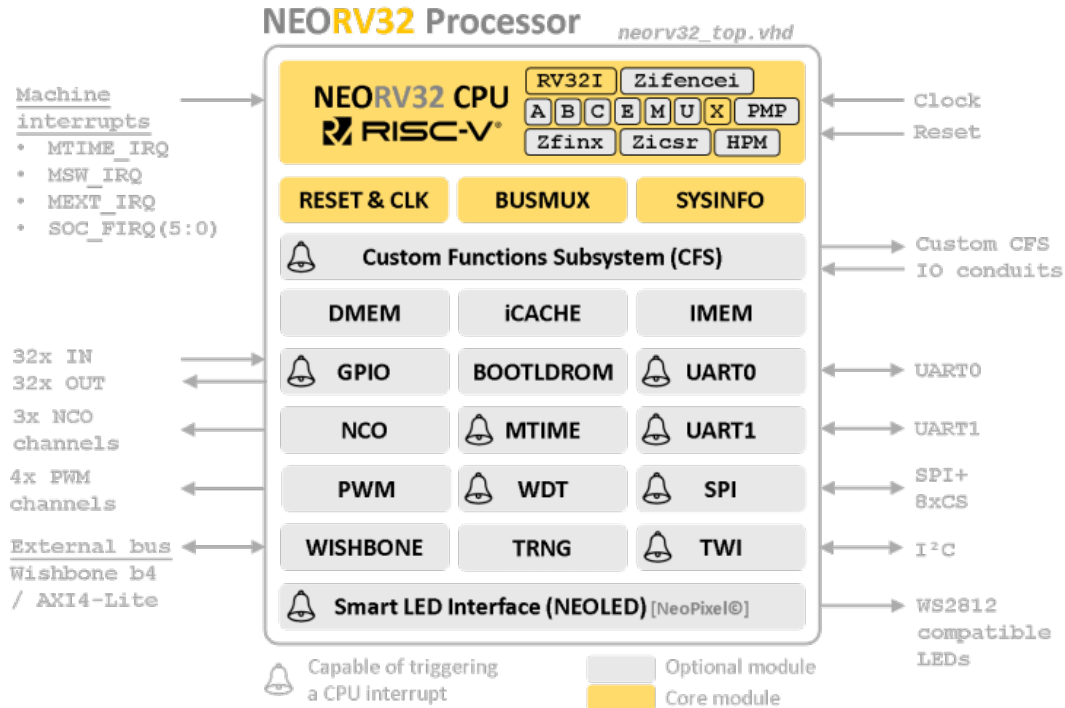 NEORV32 Processor
neorv32_top.vhd
NEORV32 CPU
RISC-V®
RV32I Zifencei
A B C E M U X PMP
Zfinx Zicsr HPM
Machine
interrupts
• MTIME_IRQ
• MSW_IRQ
• MEXT_IRQ
• SOC_FIRQ(5:0)
Clock
Reset
RESET & CLK BUSMUX SYSINFO
Custom Functions Subsystem (CFS)
Custom CFS
IO conduits
DMEM iCACHE IMEM
32x IN
32x OUT
GPIO BOOTLDROM UART0
UART0
3x NCO
channels
NCO MTIME UART1
UART1
4x PWM
channels
PWM WDT SPI
SPI+
8xCS
External bus
Wishbone b4
/ AXI4-Lite
WISHBONE TRNG TWI
I²C
Smart LED Interface (NEOLED) [NeoPixel©]
WS2812
compatible
LEDs
Capable of triggering
a CPU interrupt
Optional module
Core module